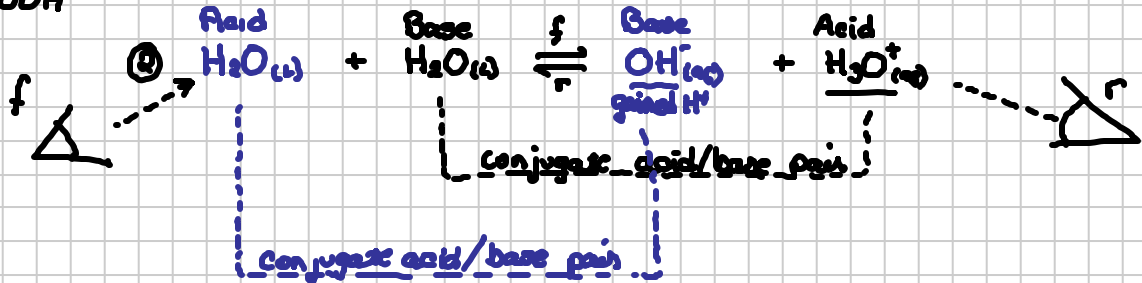 OOH
Acid Base f Base Acid
② H₂O(l) + H₂O(l) ⇌ OH⁻(aq) + H₃O⁺(aq)
f r r
gained H⁺
conjugate acid/base pair
conjugate acid/base pair